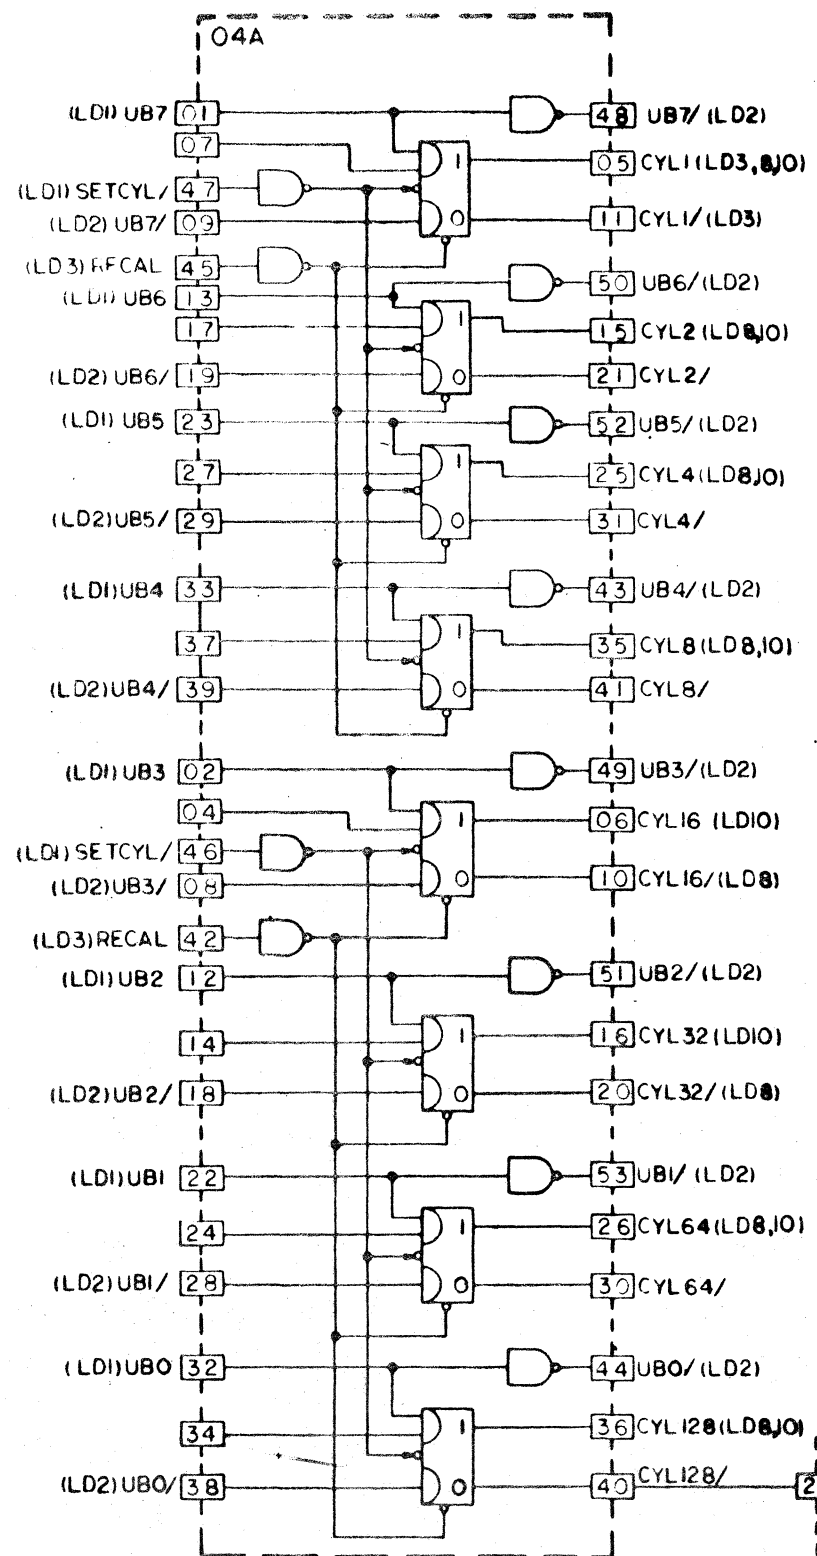 04A
(LD1) UB7 01 48 UB7/ (LD2)
07 1 05 CYL1 (LD3,8,10)
(LD1) SETCYL/ 47
(LD2) UB7/ 09 0 11 CYL1/ (LD3)
(LD3) RECAL 45
(LD1) UB6 13 50 UB6/(LD2)
17 1 15 CYL2 (LD8,10)
(LD2) UB6/ 19 0 21 CYL2/
(LD1) UB5 23 52 UB5/(LD2)
27 1 25 CYL4 (LD8,10)
(LD2)UB5/ 29 0 31 CYL4/
(LD1)UB4 33 43 UB4/(LD2)
37 1 35 CYL8(LD8,10)
(LD2)UB4/ 39 0 41 CYL8/
(LD1)UB3 02 49 UB3/(LD2)
04 1 06 CYL16 (LD10)
(LD1) SETCYL/ 46
(LD2)UB3/ 08 0 10 CYL16/(LD8)
(LD3)RECAL 42
(LD1)UB2 12 51 UB2/(LD2)
14 1 16 CYL32(LD10)
(LD2)UB2/ 18 0 20 CYL32/(LD8)
(LD1)UB1 22 53 UB1/ (LD2)
24 1 26 CYL64(LD8,10)
(LD2)UB1/ 28 0 30 CYL64/
(LD1)UB0 32 44 UB0/(LD2)
34 1 36 CYL128(LD8,10)
(LD2)UB0/ 38 0 40 CYL128/ 2